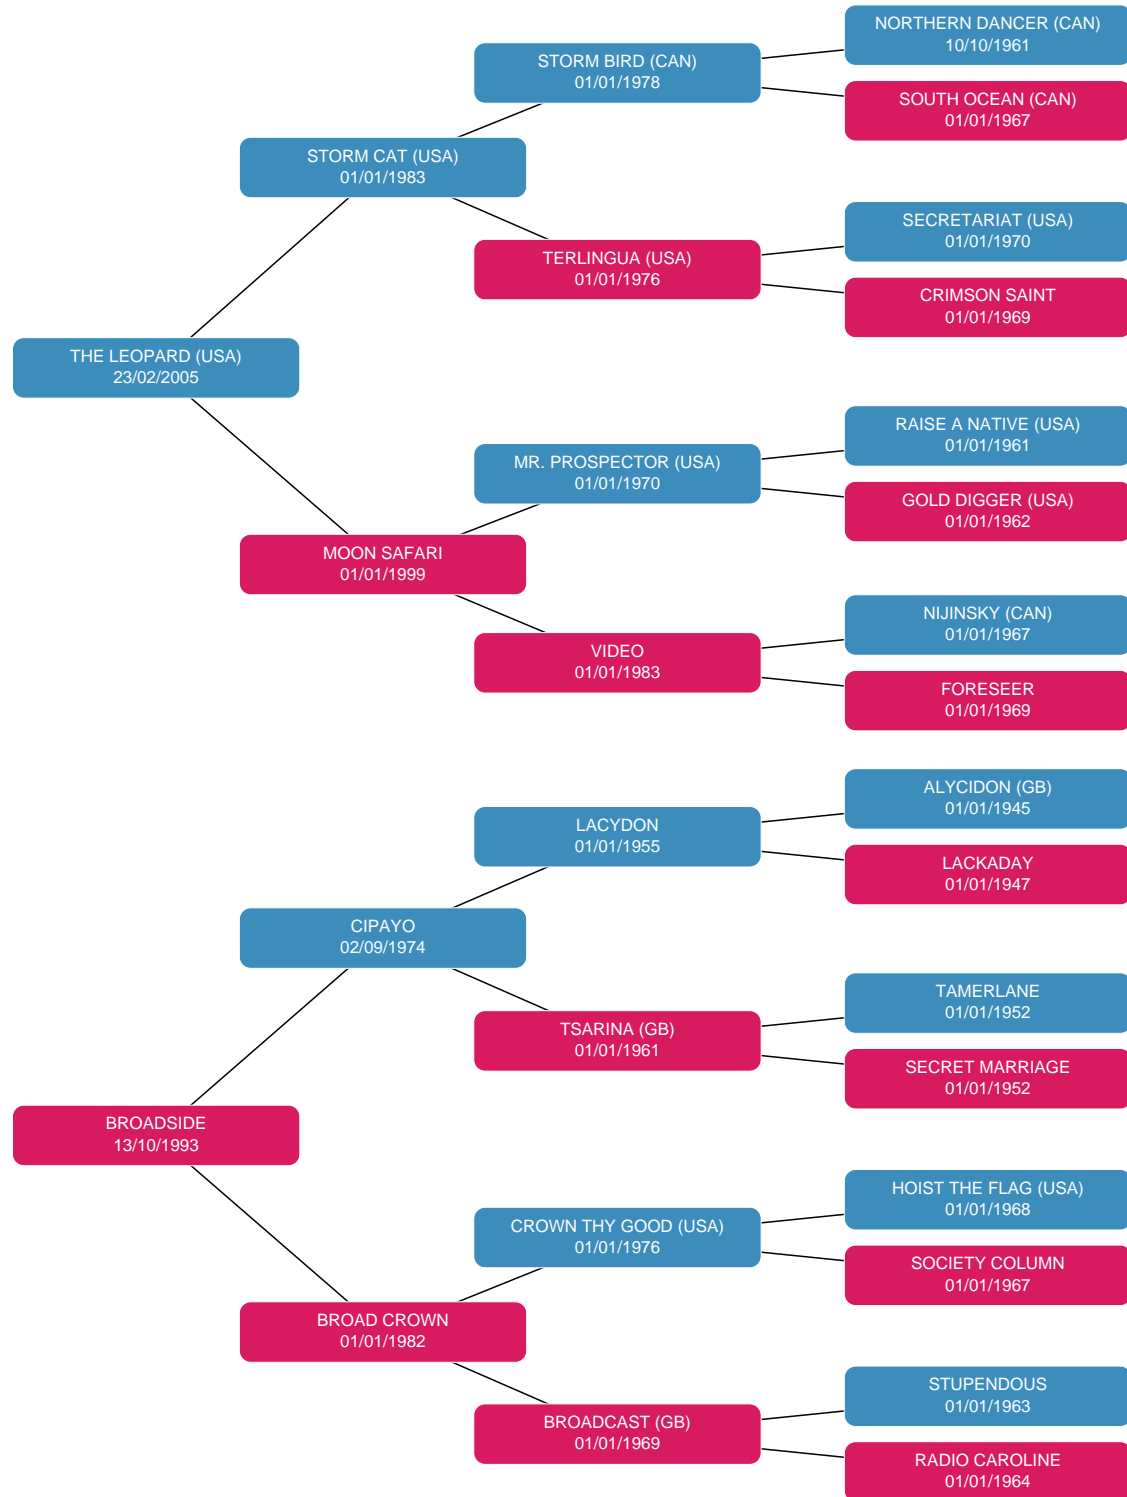 NORTHERN DANCER (CAN)
10/10/1961
STORM BIRD (CAN)
01/01/1978
SOUTH OCEAN (CAN)
01/01/1967
STORM CAT (USA)
01/01/1983
SECRETARIAT (USA)
01/01/1970
TERLINGUA (USA)
01/01/1976
CRIMSON SAINT
01/01/1969
THE LEOPARD (USA)
23/02/2005
RAISE A NATIVE (USA)
01/01/1961
MR. PROSPECTOR (USA)
01/01/1970
GOLD DIGGER (USA)
01/01/1962
MOON SAFARI
01/01/1999
NIJINSKY (CAN)
01/01/1967
VIDEO
01/01/1983
FORESEER
01/01/1969
ALYCIDON (GB)
01/01/1945
LACYDON
01/01/1955
LACKADAY
01/01/1947
CIPAYO
02/09/1974
TAMERLANE
01/01/1952
TSARINA (GB)
01/01/1961
SECRET MARRIAGE
01/01/1952
BROADSIDE
13/10/1993
HOIST THE FLAG (USA)
01/01/1968
CROWN THY GOOD (USA)
01/01/1976
SOCIETY COLUMN
01/01/1967
BROAD CROWN
01/01/1982
STUPENDOUS
01/01/1963
BROADCAST (GB)
01/01/1969
RADIO CAROLINE
01/01/1964